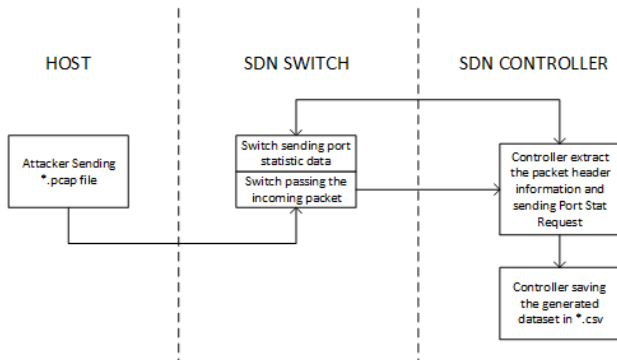 HOST
SDN SWITCH
SDN CONTROLLER
Attacker Sending
*.pcap file
Switch sending port
statistic data
Switch passing the
incoming packet
Controller extract
the packet header
information and
sending Port Stat
Request
Controller saving
the generated
dataset in *.csv